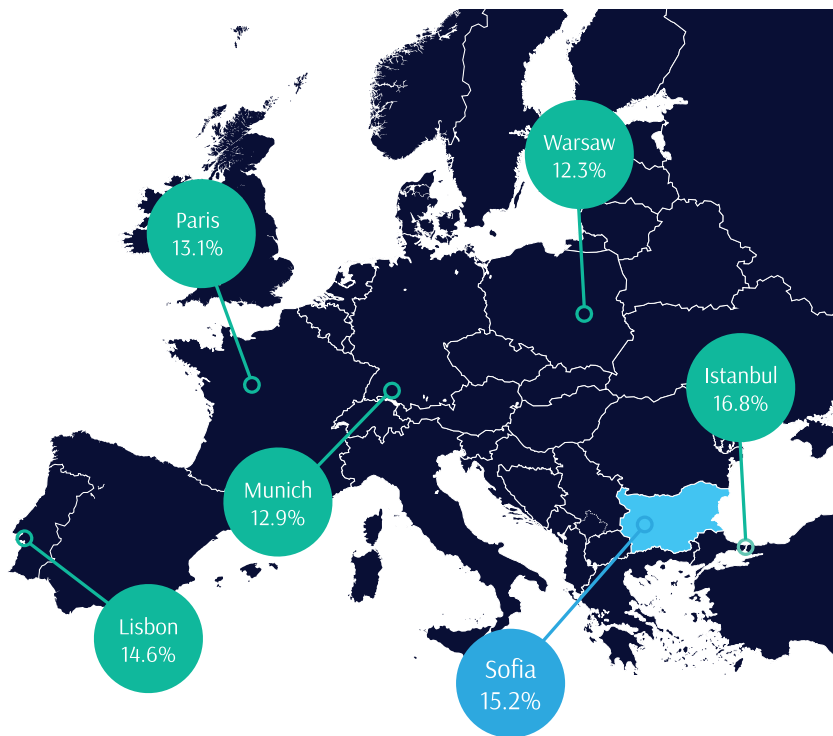 Warsaw
12.3%
Paris
13.1%
Istanbul
16.8%
Munich
12.9%
Lisbon
14.6%
Sofia
15.2%